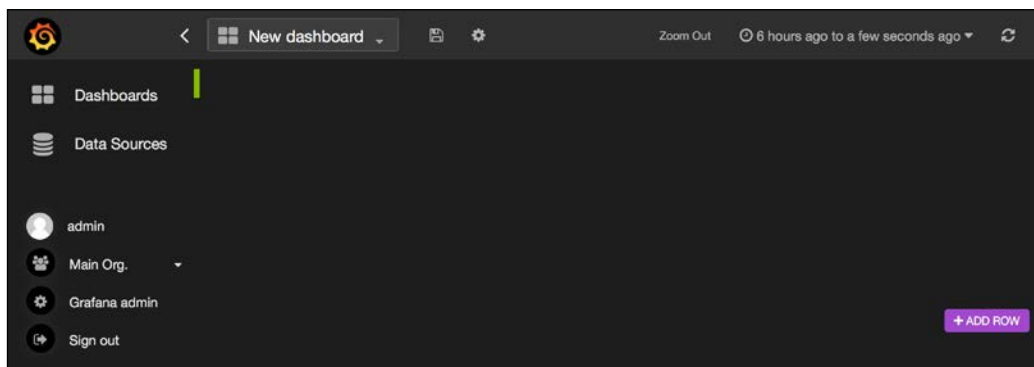 New dashboard
Zoom Out
6 hours ago to a few seconds ago
Dashboards
Data Sources
admin
Main Org.
Grafana admin
Sign out
+ ADD ROW